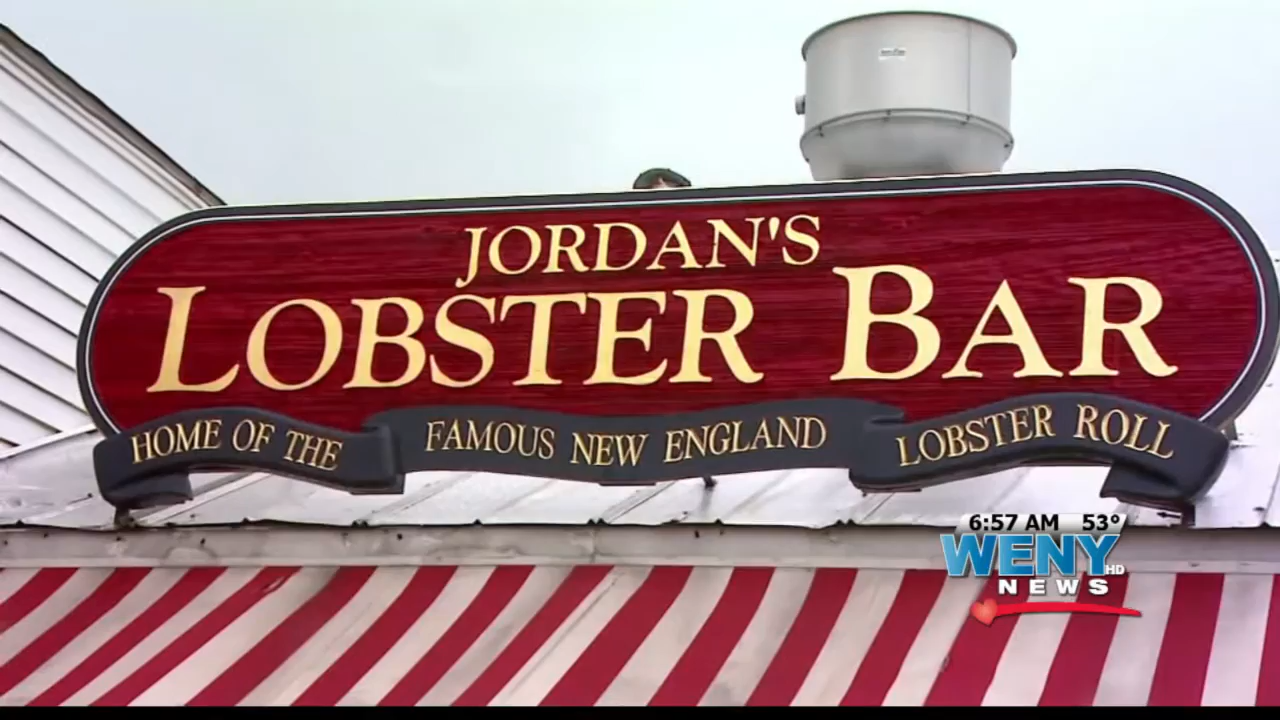 JORDAN'S
LOBSTER BAR
HOME OF THE FAMOUS NEW ENGLAND LOBSTER ROLL
6:57 AM 53°
WENY HD
NEWS